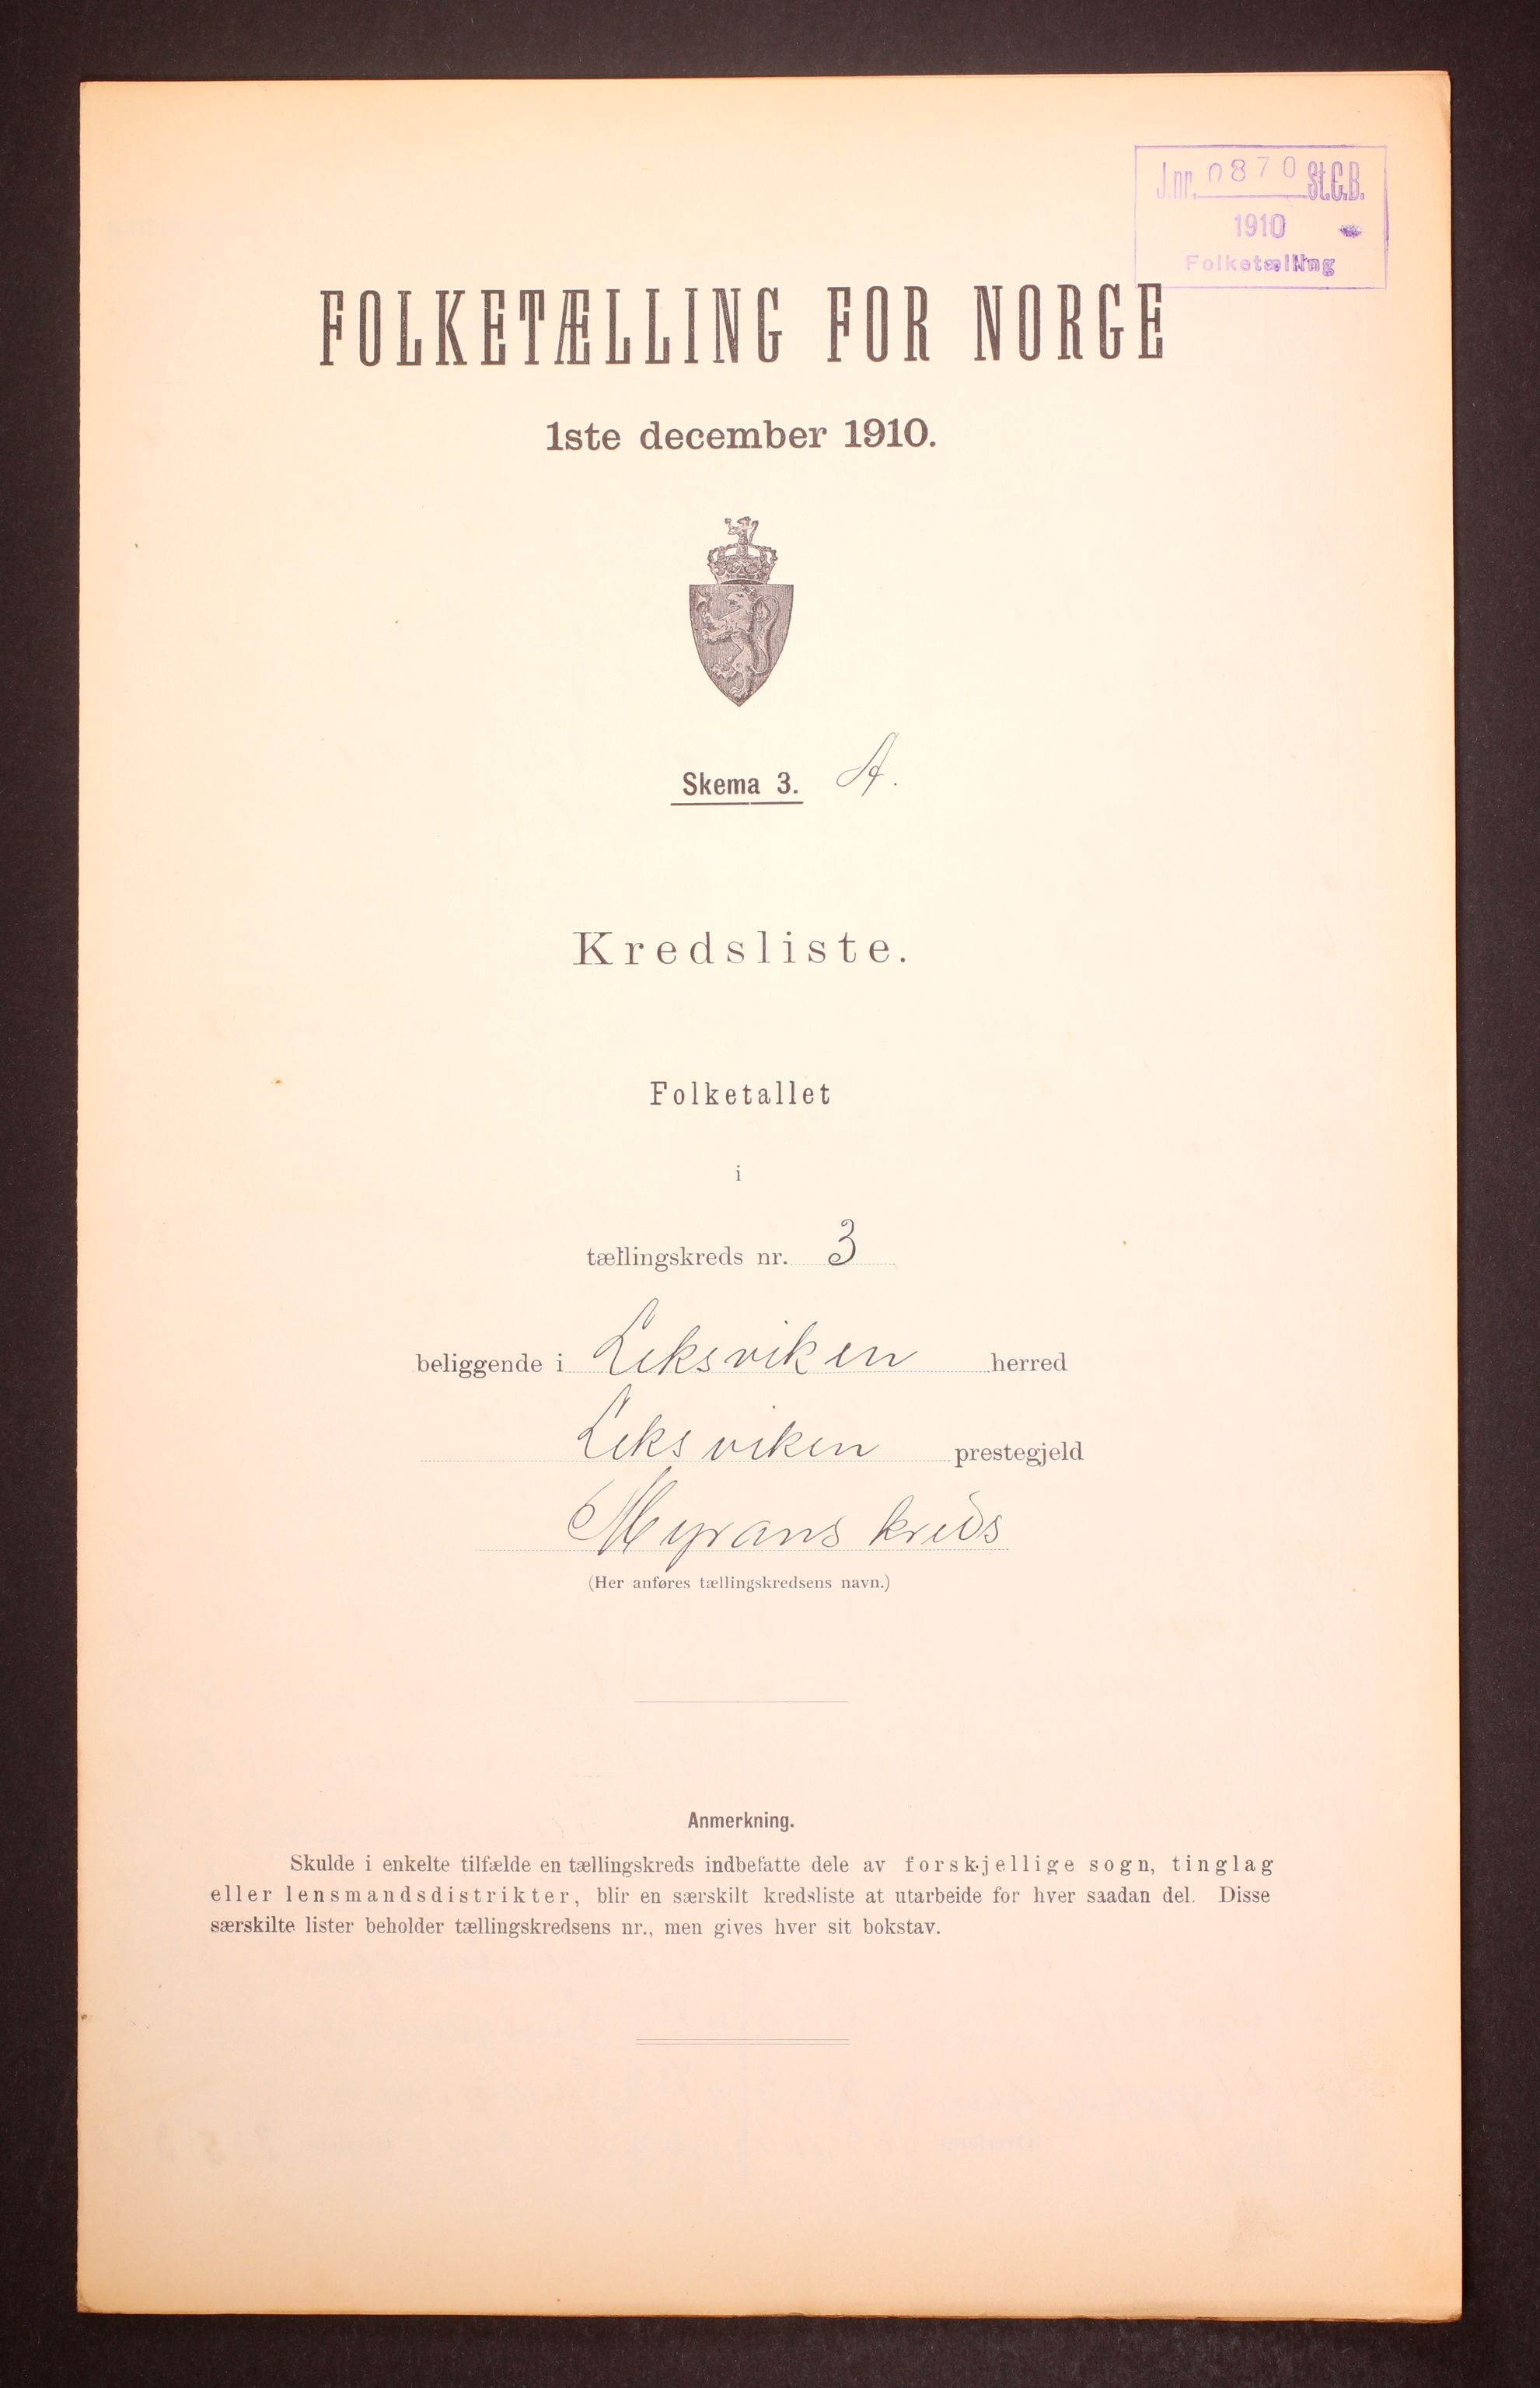 J.nr. 0870 St.C.B.
1910
Folketælling
FOLKETÆLLING FOR NORGE
1ste december 1910.
Skema 3. A.
Kredsliste.
Folketallet
i
tællingskreds nr. 3
beliggende i Leksviken herred
Leksviken prestegjeld
Myrans kreds
(Her anføres tællingskredsens navn.)
Anmerkning.
Skulde i enkelte tilfælde en tællingskreds indbefatte dele av forskjellige sogn, tinglag
eller lensmandsdistrikter, blir en særskilt kredsliste at utarbeide for hver saadan del. Disse
særskilte lister beholder tællingskredsens nr., men gives hver sit bokstav.